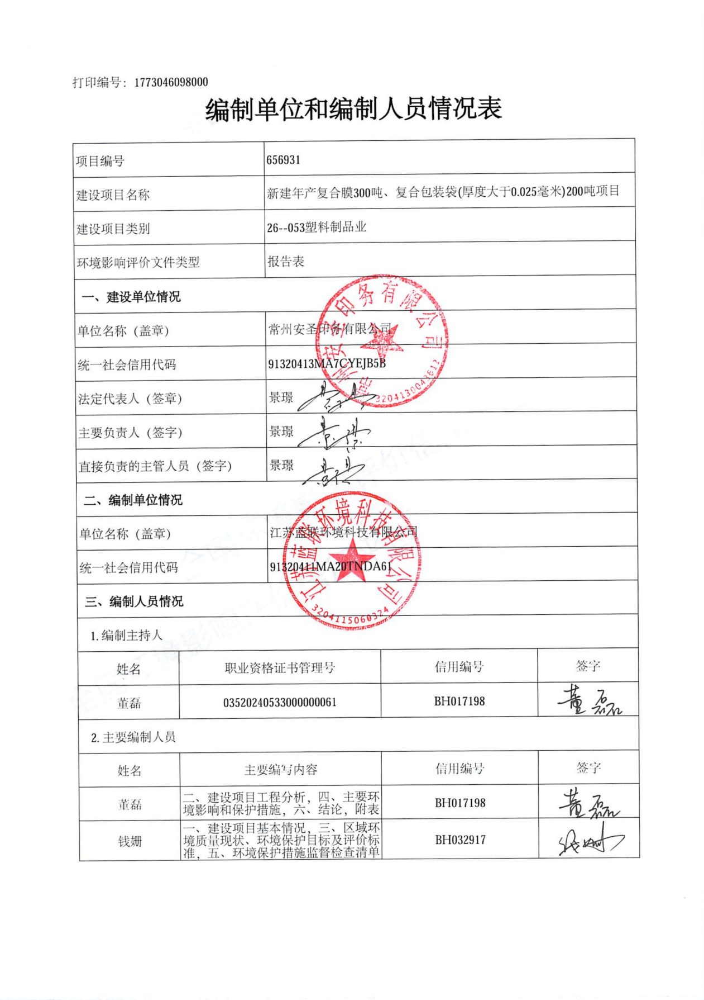 打印编号：1773046098000
编制单位和编制人员情况表
项目编号 656931
建设项目名称 新建年产复合膜300吨、复合包装袋(厚度大于0.025毫米)200吨项目
建设项目类别 26--053塑料制品业
环境影响评价文件类型 报告表
一、建设单位情况
单位名称（盖章） 常州安圣印务有限公司
统一社会信用代码 91320413MA7CYEJB5B
常州安圣印务有限公司
3204130043612
法定代表人（签章） 景璟 景璟
主要负责人（签字） 景璟 景璟
直接负责的主管人员（签字） 景璟 景璟
二、编制单位情况
单位名称（盖章） 江苏蓝联环境科技有限公司
统一社会信用代码 91320411MA20TNDA61
江苏蓝联环境科技有限公司
3204115060324
三、编制人员情况
1.编制主持人
姓名 职业资格证书管理号 信用编号 签字
董磊 03520240533000000061 BH017198 董磊
2.主要编制人员
姓名 主要编写内容 信用编号 签字
董磊 二、建设项目工程分析，四、主要环 BH017198 董磊
境影响和保护措施，六、结论，附表
一、建设项目基本情况，三、区域环
钱姗 境质量现状、环境保护目标及评价标 BH032917 钱姗
准，五、环境保护措施监督检查清单